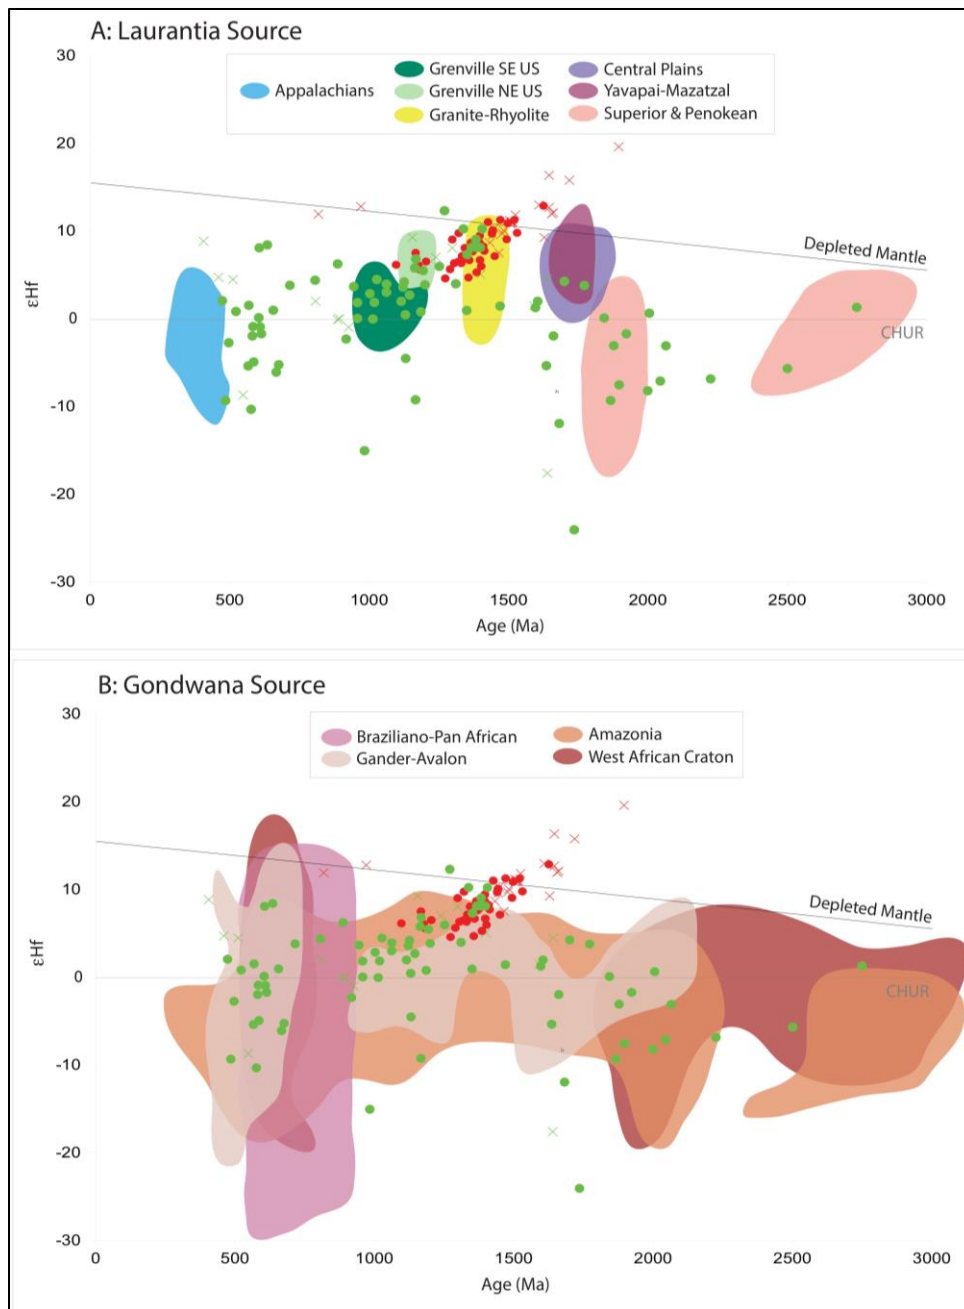 A: Laurantia Source
30
20
10
0
-10
-20
-30
εHf
Appalachians
Grenville SE US
Grenville NE US
Granite-Rhyolite
Central Plains
Yavapai-Mazatzal
Superior & Penokean
Depleted Mantle
CHUR
0 500 1000 1500 2000 2500 3000
Age (Ma)
B: Gondwana Source
30
20
10
0
-10
-20
-30
εHf
Braziliano-Pan African
Gander-Avalon
Amazonia
West African Craton
Depleted Mantle
CHUR
0 500 1000 1500 2000 2500 3000
Age (Ma)